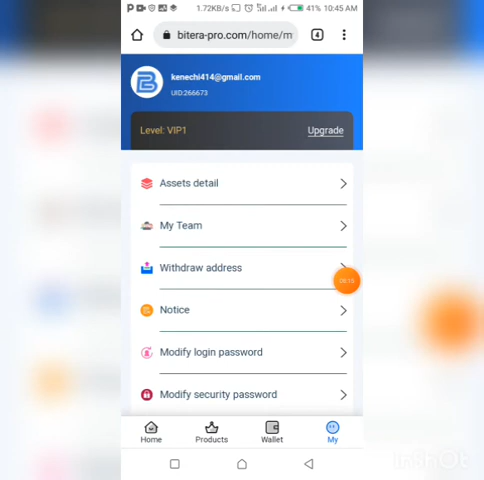 1.72KB/s 41% 10:45 AM
bitera-pro.com/home/m
4
kenechi414@gmail.com
UID:266673
Level: VIP1 Upgrade
Assets detail
My Team
Withdraw address
Notice
Modify login password
Modify security password
Home Products Wallet My
InShOt